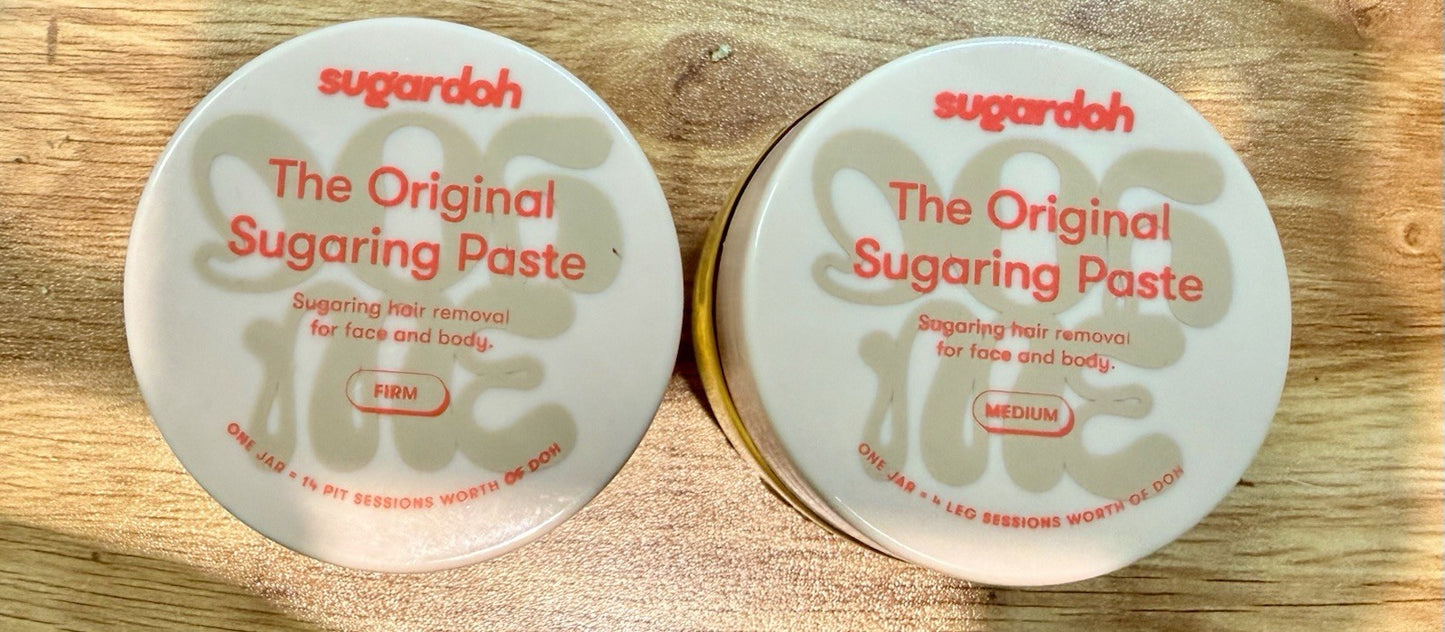 sugardoh
The Original
Sugaring Paste
Sugaring hair removal
for face and body.
FIRM
ONE JAR = 14 PIT SESSIONS WORTH OF DOH
sugardoh
The Original
Sugaring Paste
Sugaring hair removal
for face and body.
MEDIUM
ONE JAR = 4 LEG SESSIONS WORTH OF DOH